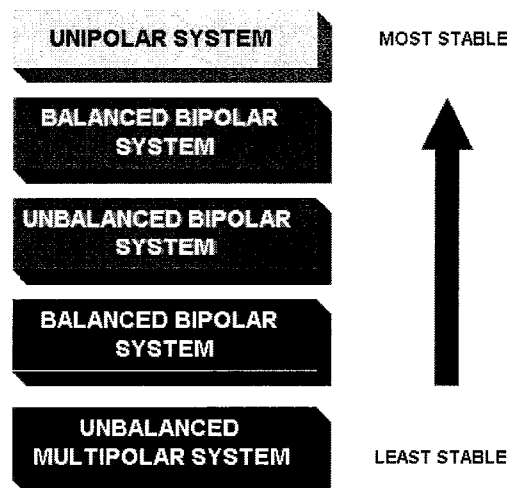 UNIPOLAR SYSTEM
MOST STABLE
BALANCED BIPOLAR
SYSTEM
UNBALANCED BIPOLAR
SYSTEM
BALANCED BIPOLAR
SYSTEM
UNBALANCED
MULTIPOLAR SYSTEM
LEAST STABLE